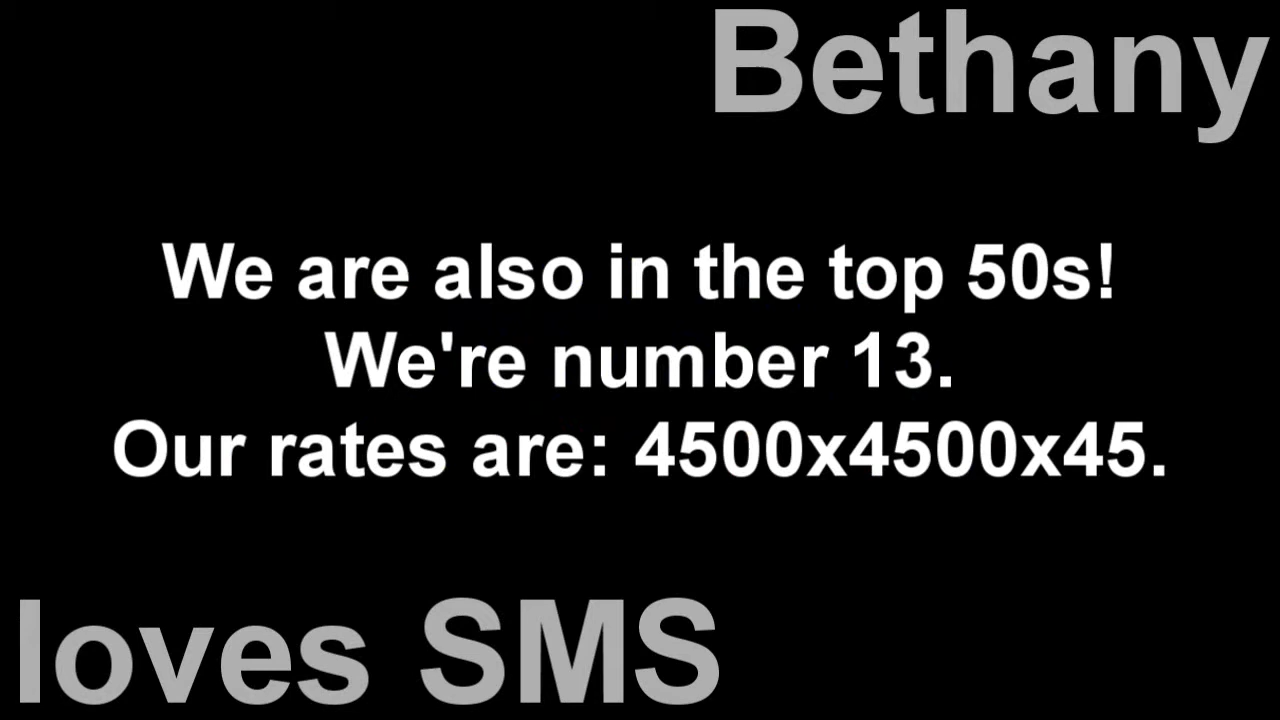 Bethany
We are also in the top 50s!
We're number 13.
Our rates are: 4500x4500x45.
loves SMS